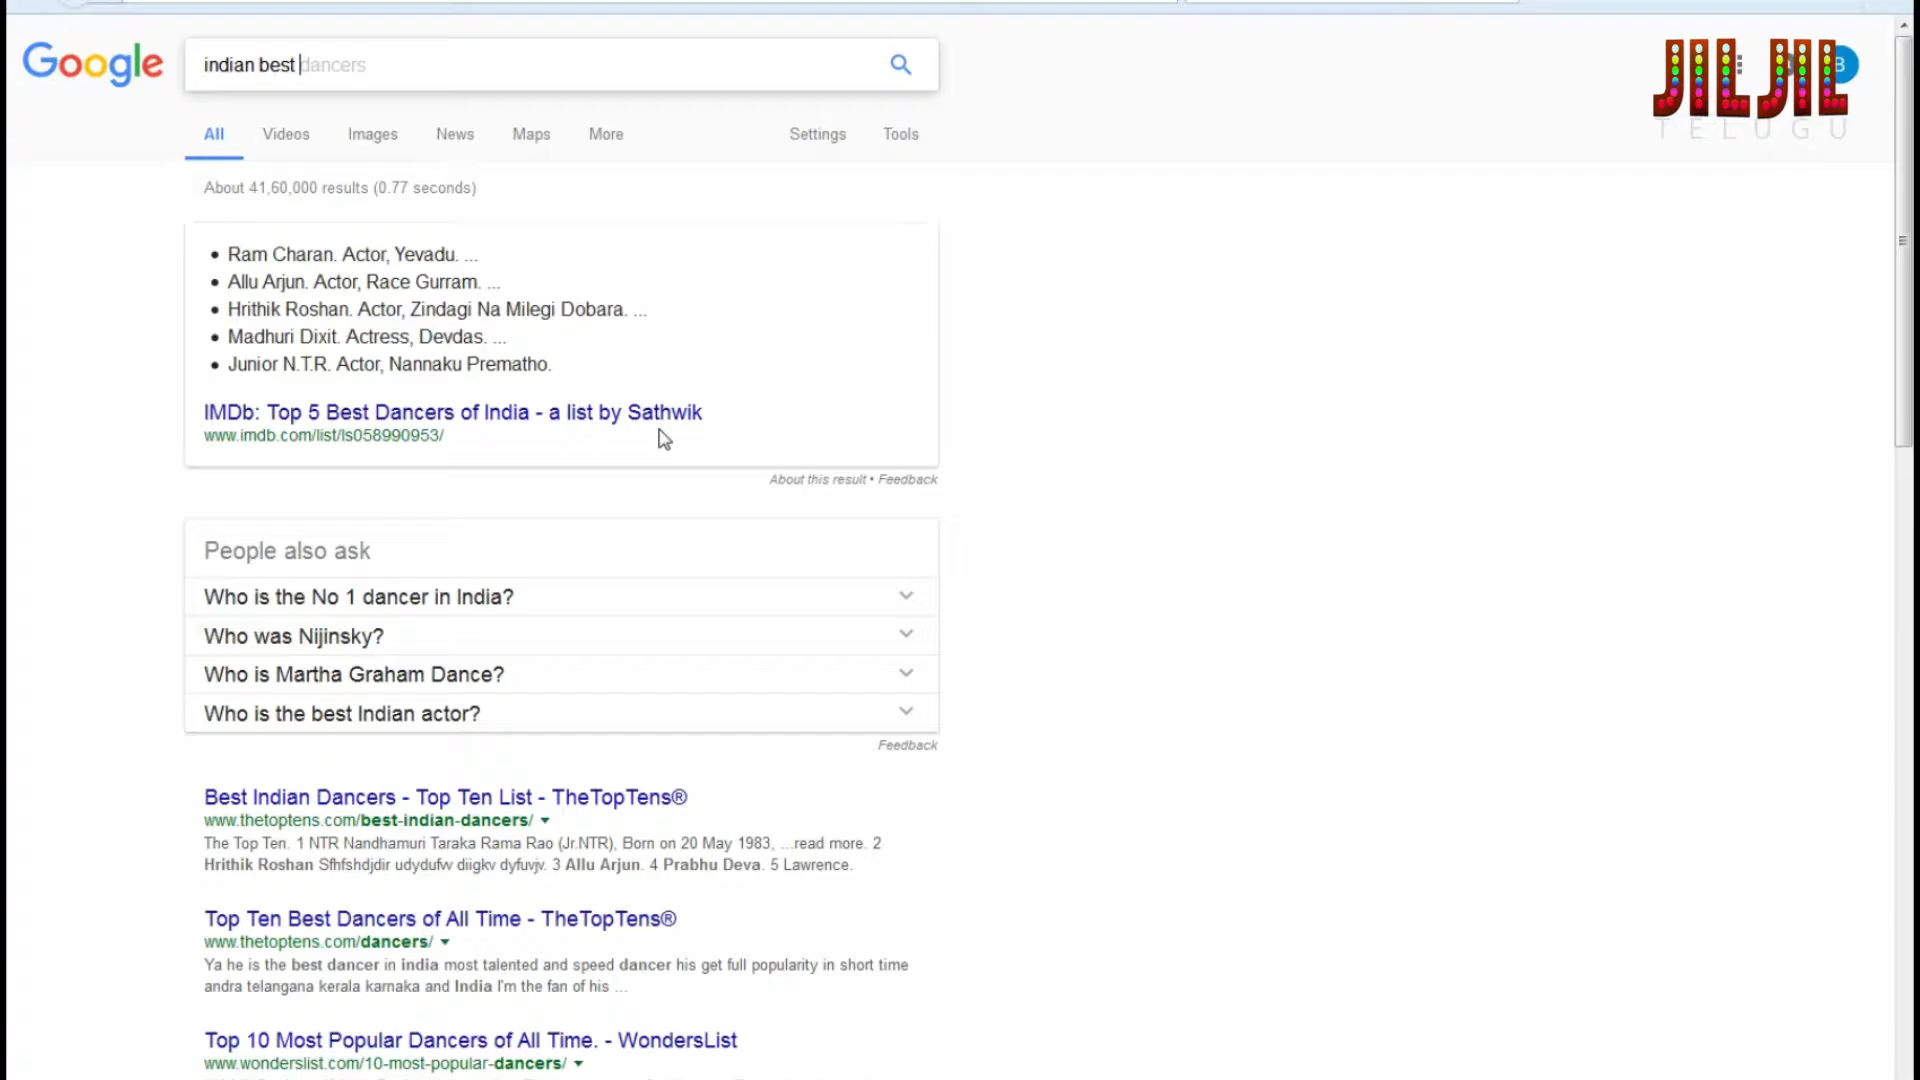 Google
indian best dancers
B
JIL JIL
TELUGU
All Videos Images News Maps More Settings Tools
About 41,60,000 results (0.77 seconds)
• Ram Charan. Actor, Yevadu. ...
• Allu Arjun. Actor, Race Gurram. ...
• Hrithik Roshan. Actor, Zindagi Na Milegi Dobara. ...
• Madhuri Dixit. Actress, Devdas. ...
• Junior N.T.R. Actor, Nannaku Prematho.
IMDb: Top 5 Best Dancers of India - a list by Sathwik
www.imdb.com/list/ls058990953/
About this result • Feedback
People also ask
Who is the No 1 dancer in India?
Who was Nijinsky?
Who is Martha Graham Dance?
Who is the best Indian actor?
Feedback
Best Indian Dancers - Top Ten List - TheTopTens®
www.thetoptens.com/best-indian-dancers/
The Top Ten. 1 NTR Nandhamuri Taraka Rama Rao (Jr.NTR), Born on 20 May 1983, ...read more. 2
Hrithik Roshan Sfhfshdjdir udydufw diigkv dyfuvjv. 3 Allu Arjun. 4 Prabhu Deva. 5 Lawrence.
Top Ten Best Dancers of All Time - TheTopTens®
www.thetoptens.com/dancers/
Ya he is the best dancer in india most talented and speed dancer his get full popularity in short time
andra telangana kerala karnaka and India I'm the fan of his ...
Top 10 Most Popular Dancers of All Time. - WondersList
www.wonderslist.com/10-most-popular-dancers/